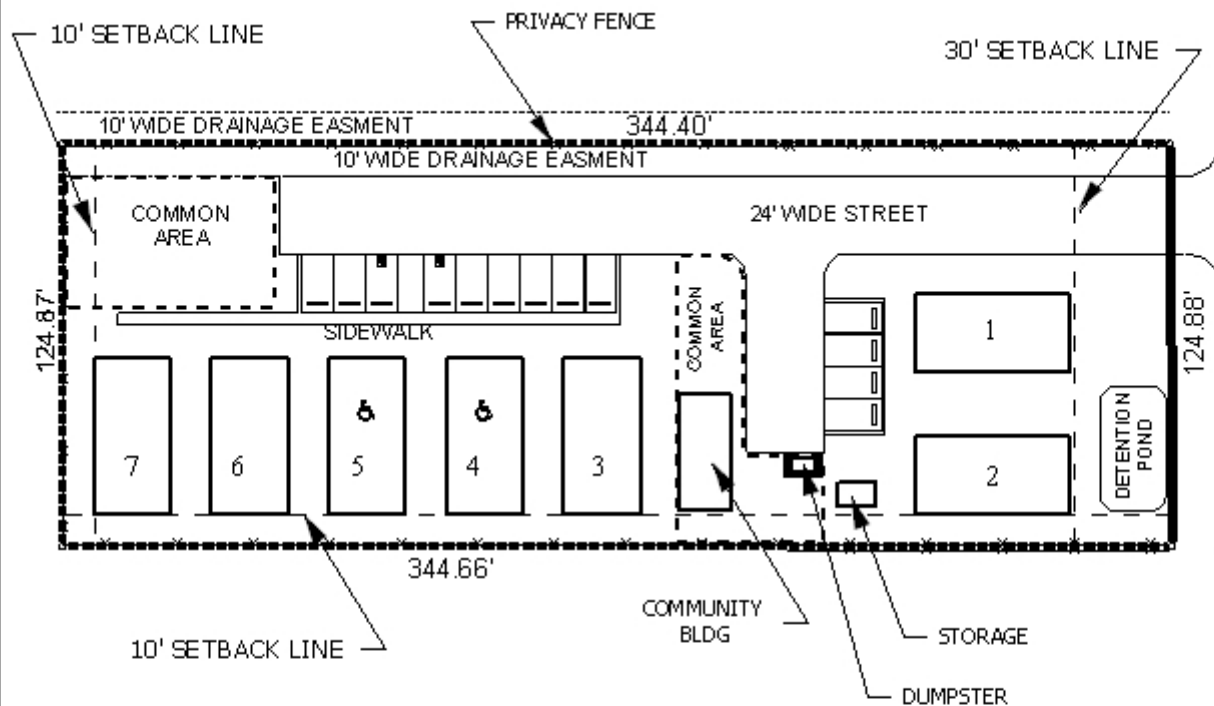 PRIVACY FENCE
10' SETBACK LINE
30' SETBACK LINE
10' WIDE DRAINAGE EASMENT
344.40'
10' WIDE DRAINAGE EASMENT
COMMON
AREA
24' WIDE STREET
124.87'
SIDEWALK
COMMON
AREA
1
124.88'
7
6
5
4
3
2
DETENTION
POND
344.66'
10' SETBACK LINE
COMMUNITY
BLDG
STORAGE
DUMPSTER